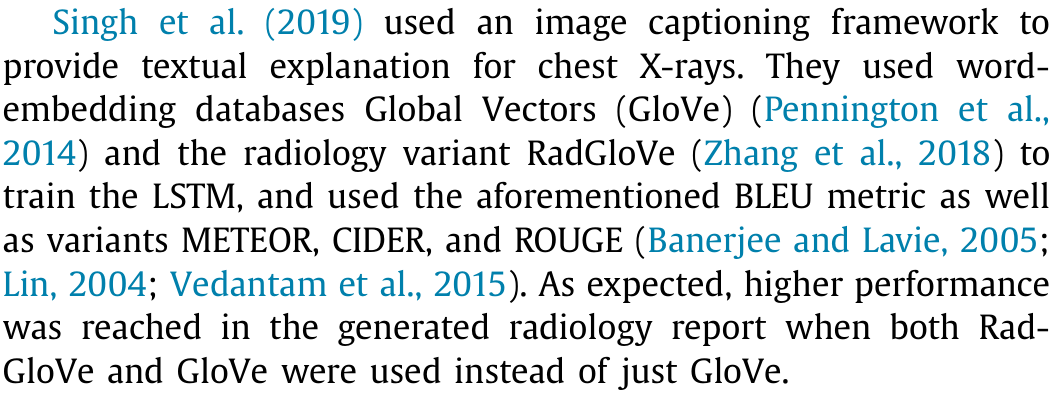 Singh et al. (2019) used an image captioning framework to
provide textual explanation for chest X-rays. They used word-
embedding databases Global Vectors (GloVe) (Pennington et al.,
2014) and the radiology variant RadGloVe (Zhang et al., 2018) to
train the LSTM, and used the aforementioned BLEU metric as well
as variants METEOR, CIDER, and ROUGE (Banerjee and Lavie, 2005;
Lin, 2004; Vedantam et al., 2015). As expected, higher performance
was reached in the generated radiology report when both Rad-
GloVe and GloVe were used instead of just GloVe.